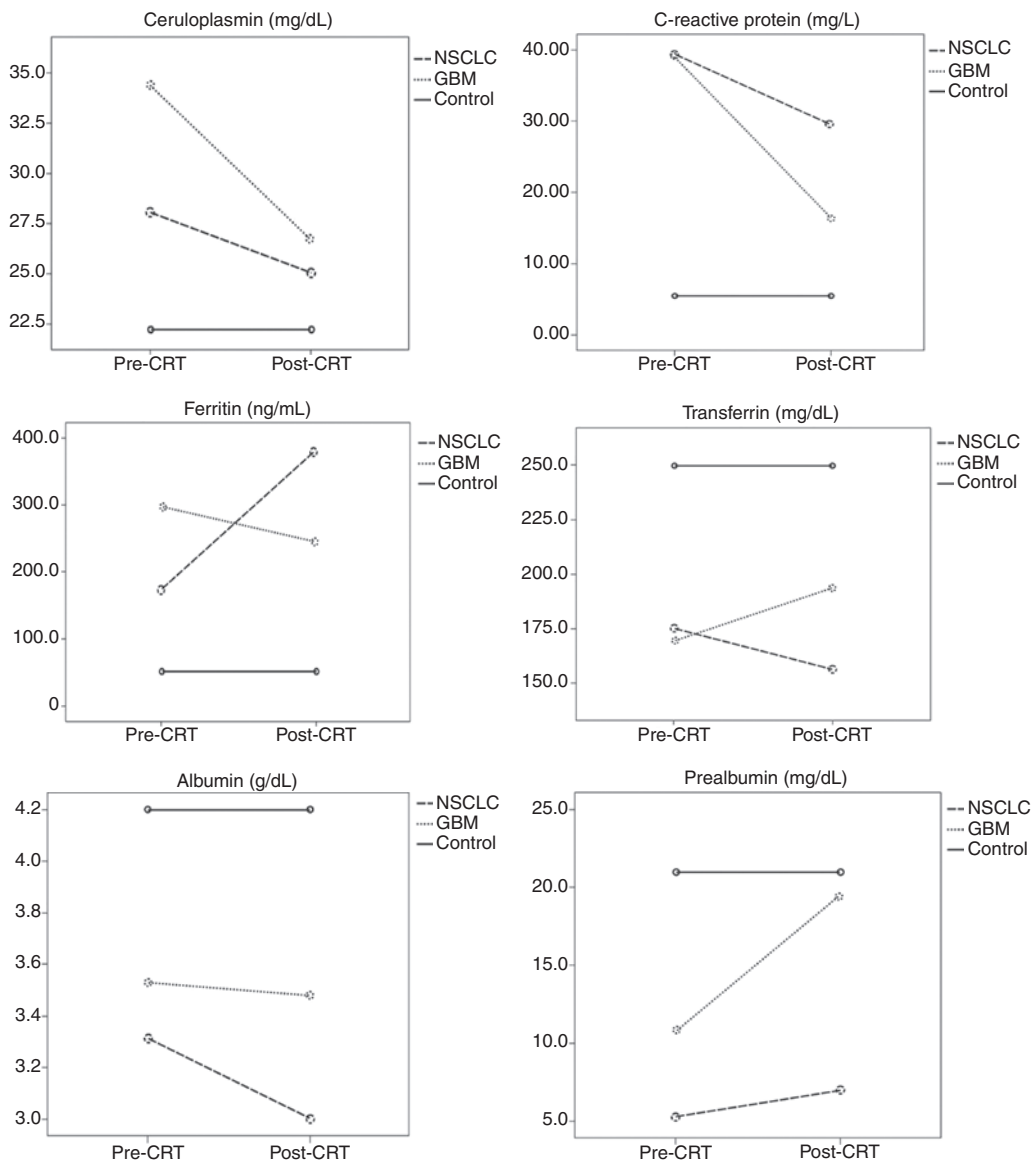 Ceruloplasmin (mg/dL)
35.0
32.5
30.0
27.5
25.0
22.5
Pre-CRT Post-CRT
NSCLC
GBM
Control
C-reactive protein (mg/L)
40.00
30.00
20.00
10.00
0.00
Pre-CRT Post-CRT
NSCLC
GBM
Control
Ferritin (ng/mL)
400.0
300.0
200.0
100.0
0
Pre-CRT Post-CRT
NSCLC
GBM
Control
Transferrin (mg/dL)
250.0
225.0
200.0
175.0
150.0
Pre-CRT Post-CRT
NSCLC
GBM
Control
Albumin (g/dL)
4.2
4.0
3.8
3.6
3.4
3.2
3.0
Pre-CRT Post-CRT
NSCLC
GBM
Control
Prealbumin (mg/dL)
25.0
20.0
15.0
10.0
5.0
Pre-CRT Post-CRT
NSCLC
GBM
Control